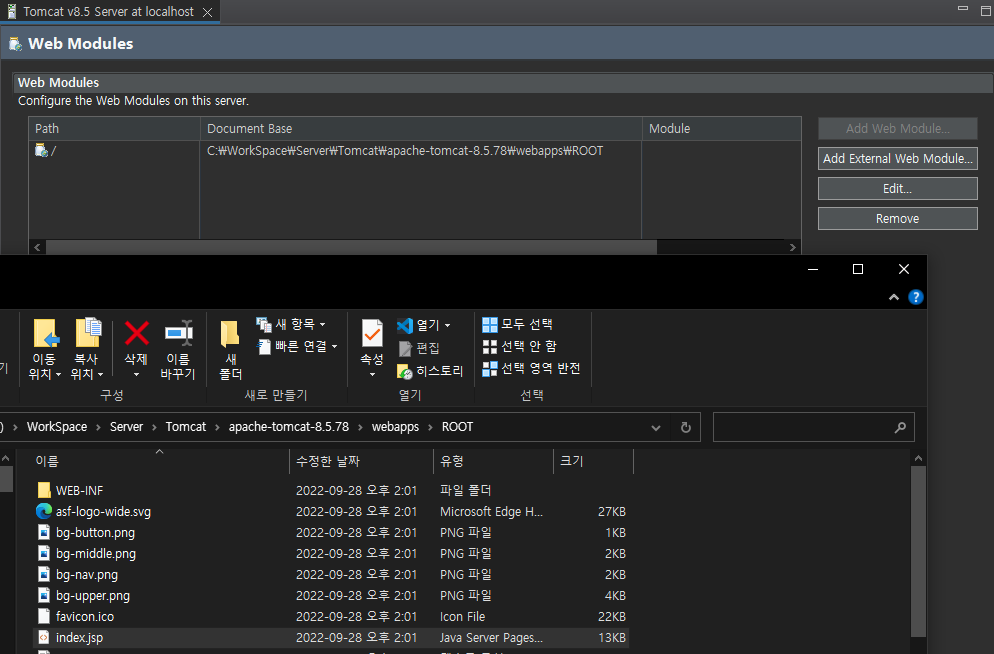 Tomcat v8.5 Server at localhost
Web Modules
Web Modules
Configure the Web Modules on this server.
Path Document Base Module
/ C:\WorkSpace\Server\Tomcat\apache-tomcat-8.5.78\webapps\ROOT
Add Web Module...
Add External Web Module...
Edit...
Remove
이동 위치
복사 위치
삭제
이름 바꾸기
새 폴더
새 항목
빠른 연결
속성
열기
편집
히스토리
모두 선택
선택 안 함
선택 영역 반전
구성 새로 만들기 열기 선택
WorkSpace > Server > Tomcat > apache-tomcat-8.5.78 > webapps > ROOT
이름 수정한 날짜 유형 크기
WEB-INF 2022-09-28 오후 2:01 파일 폴더
asf-logo-wide.svg 2022-09-28 오후 2:01 Microsoft Edge H... 27KB
bg-button.png 2022-09-28 오후 2:01 PNG 파일 1KB
bg-middle.png 2022-09-28 오후 2:01 PNG 파일 2KB
bg-nav.png 2022-09-28 오후 2:01 PNG 파일 2KB
bg-upper.png 2022-09-28 오후 2:01 PNG 파일 4KB
favicon.ico 2022-09-28 오후 2:01 Icon File 22KB
index.jsp 2022-09-28 오후 2:01 Java Server Pages... 13KB